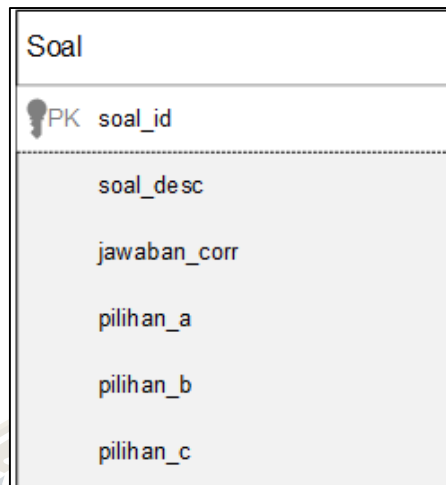 Soal
PK soal_id
soal_desc
jawaban_corr
pilihan_a
pilihan_b
pilihan_c